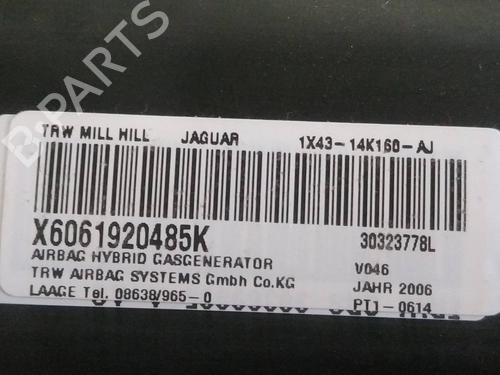 TRW MILL HILL JAGUAR 1X43-14K160-AJ
X6061920485K 30323778L
AIRBAG HYBRID GASGENERATOR V046
TRW AIRBAG SYSTEMS Gmbh Co.KG JAHR 2006
LAAGE Tel. 08638/965-0 PT1-0614
B-PARTS